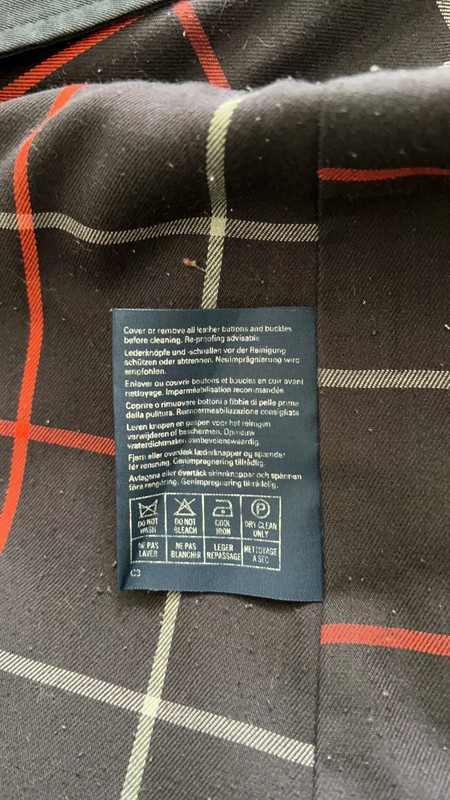 Cover or remove all leather buttons and buckles
before cleaning. Re-proofing advisable
Lederknöpfe und -schnallen vor der Reinigung
schützen oder abtrennen. Neuimprägnierung wird
empfohlen.
Enlever ou couvrir boutons et boucles en cuir avant
nettoyage. Imperméabilisation recommandée
Coprire o rimuovere bottoni a fibbie di pelle prima
della pulitura. Reimpermeabilizzazione consigliata
Leren knopen en gaspen voor het reinigen
verwijderen of beschermen. Opnieuw
waterdichtmaken aanbevelenswaardig.
Fjern eller overdæk læderknapper og spænder
før rensning. Genimprægnering tilrådlig.
Avlägsna eller övertäck skinnknappar och spännen
före rengöring. Genimpregnering tillrådelig.
DO NOT WASH DO NOT BLEACH COOL IRON P DRY CLEAN ONLY
NE PAS LAVER NE PAS BLANCHIR LEGER REPASSAGE METTOYAGE A SEC
C3